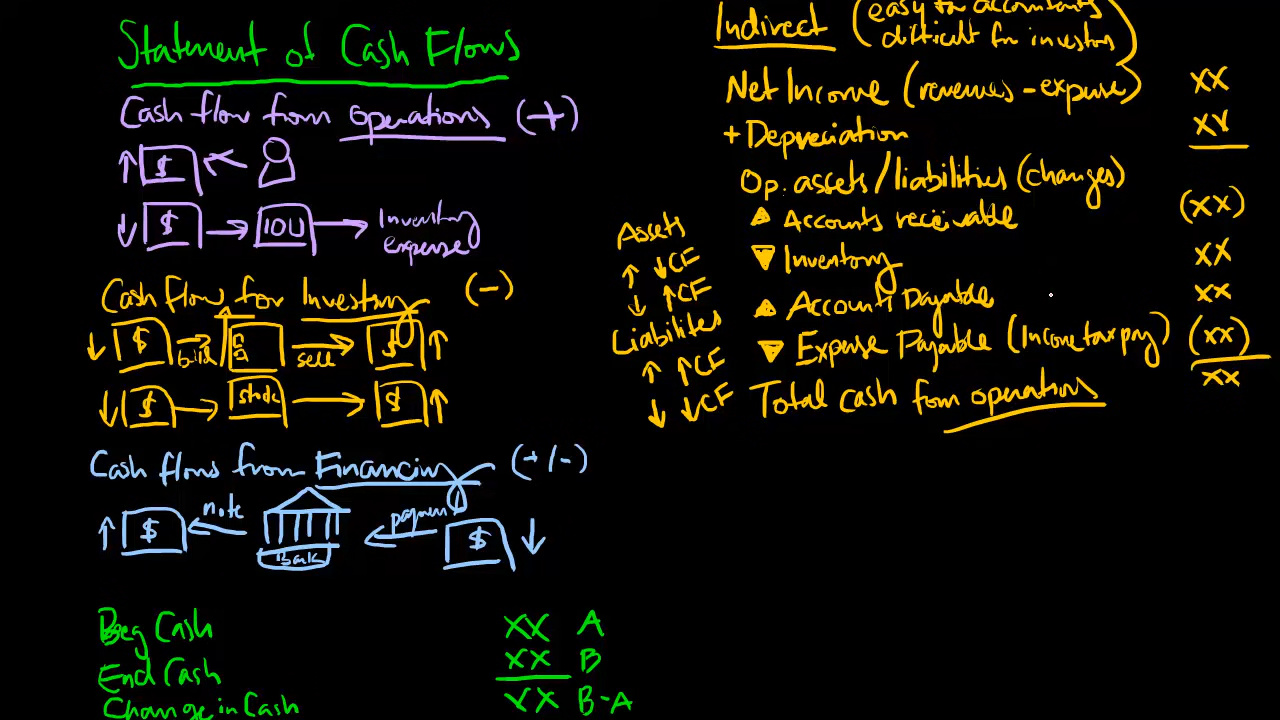 Statement of Cash Flows
Cash flow from operations (+)
↑ $
↓ $ → IOU → Inventory
expense
Cash flow for Investing (-)
↓ $ → build → sell $ ↑
↓ $ → stock → $ ↑
Cash flows from Financing (+/-)
↑ $ ← note Bank ← payment $ ↓
Beg Cash XX A
End Cash XX B
Change in Cash XX B-A
Indirect (easy for accountants
difficult for investors)
Net Income (revenues - expense) XX
+ Depreciation XX
Op. assets/liabilities (changes)
▲ Accounts receivable (XX)
▼ Inventory XX
▲ Accounts Payable XX
▼ Expense Payable (Income tax pay) (XX)
Total cash from operations XX
Assets
↑ ↓CF
↓ ↑CF
Liabilites
↑ ↑CF
↓ ↓CF